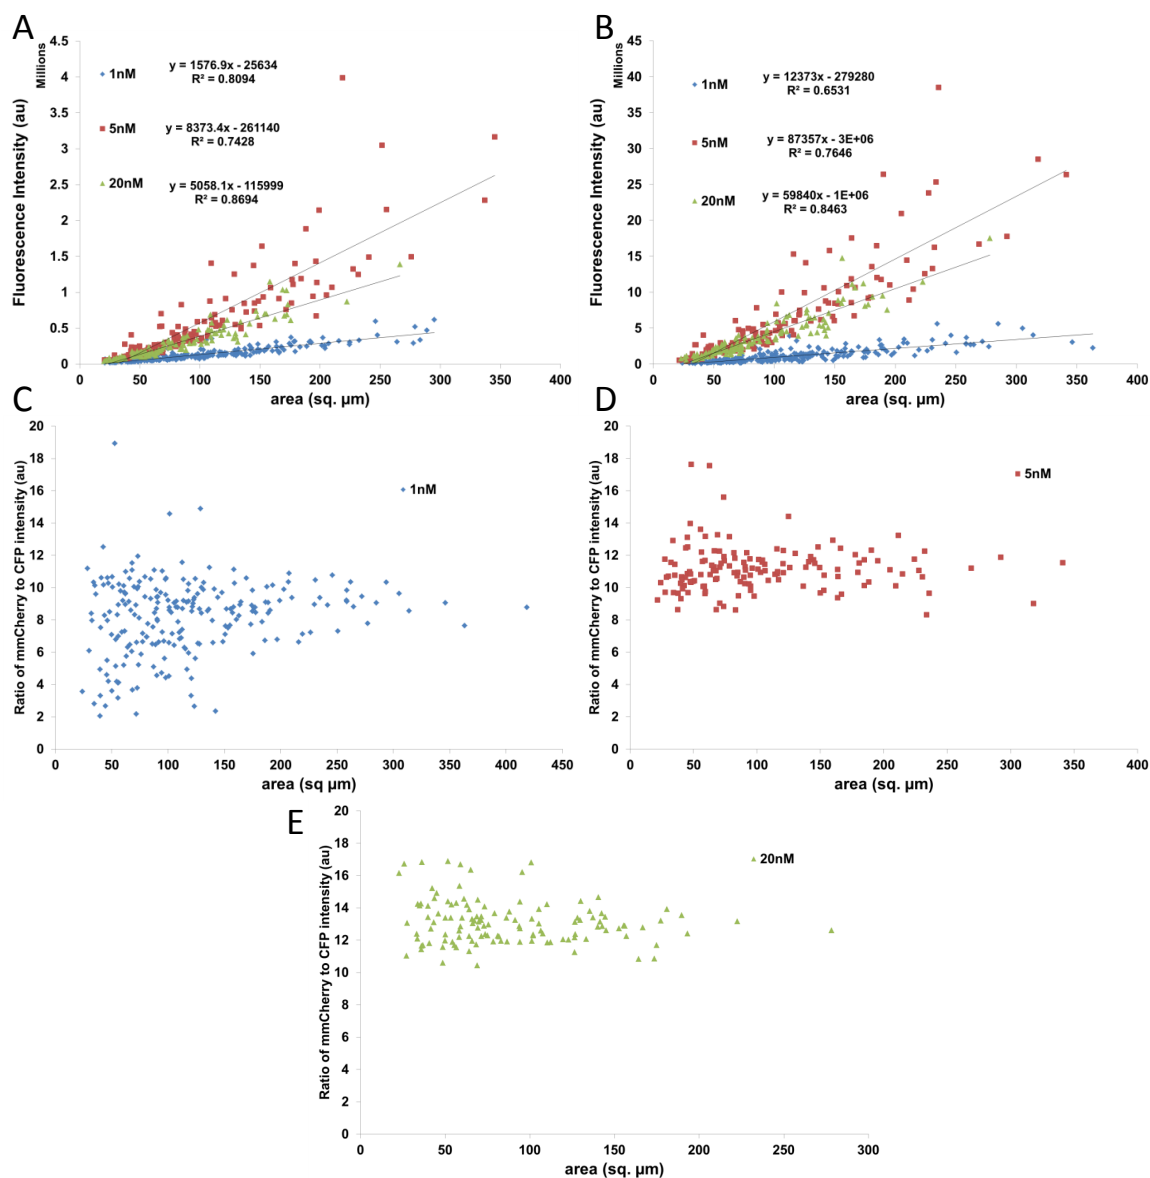 A
Millions
Fluorescence Intensity (au)
4.5
4
3.5
3
2.5
2
1.5
1
0.5
0
1nM
y = 1576.9x - 25634
R² = 0.8094
5nM
y = 8373.4x - 261140
R² = 0.7428
20nM
y = 5058.1x - 115999
R² = 0.8694
0 50 100 150 200 250 300 350 400
area (sq. µm)
B
Millions
Fluorescence Intensity (au)
45
40
35
30
25
20
15
10
5
0
1nM
y = 12373x - 279280
R² = 0.6531
5nM
y = 87357x - 3E+06
R² = 0.7646
20nM
y = 59840x - 1E+06
R² = 0.8463
0 50 100 150 200 250 300 350 400
area (sq. µm)
C
Ratio of mmCherry to CFP intensity (au)
20
18
16
14
12
10
8
6
4
2
0
1nM
0 50 100 150 200 250 300 350 400 450
area (sq µm)
D
Ratio of mmCherry to CFP intensity (au)
20
18
16
14
12
10
8
6
4
2
0
5nM
0 50 100 150 200 250 300 350 400
area (sq. µm)
E
Ratio of mmCherry to CFP intensity (au)
20
18
16
14
12
10
8
6
4
2
0
20nM
0 50 100 150 200 250 300
area (sq. µm)